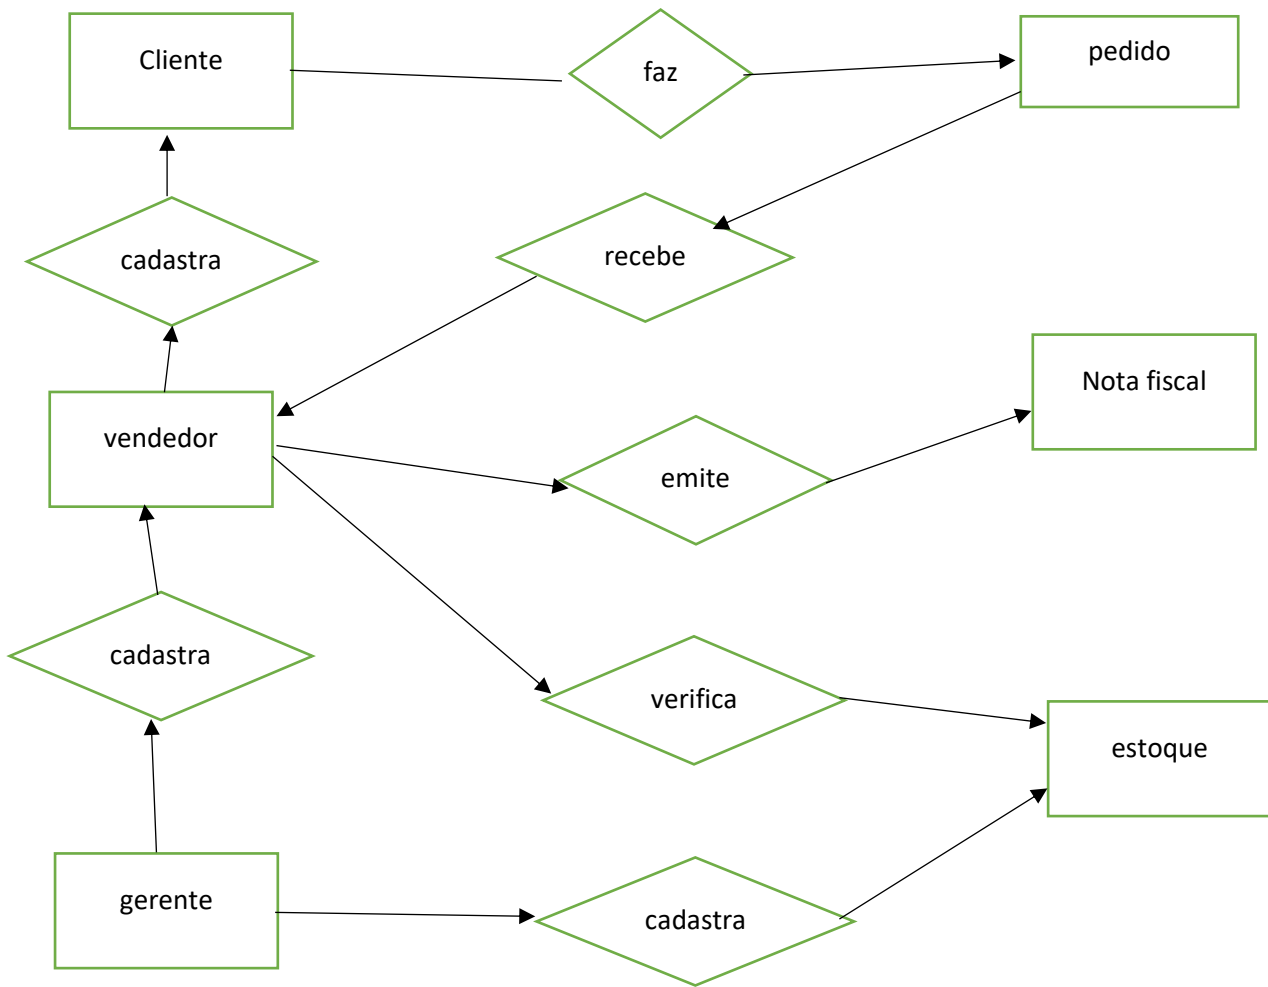 Cliente
faz
pedido
cadastra
recebe
Nota fiscal
vendedor
emite
cadastra
verifica
estoque
gerente
cadastra